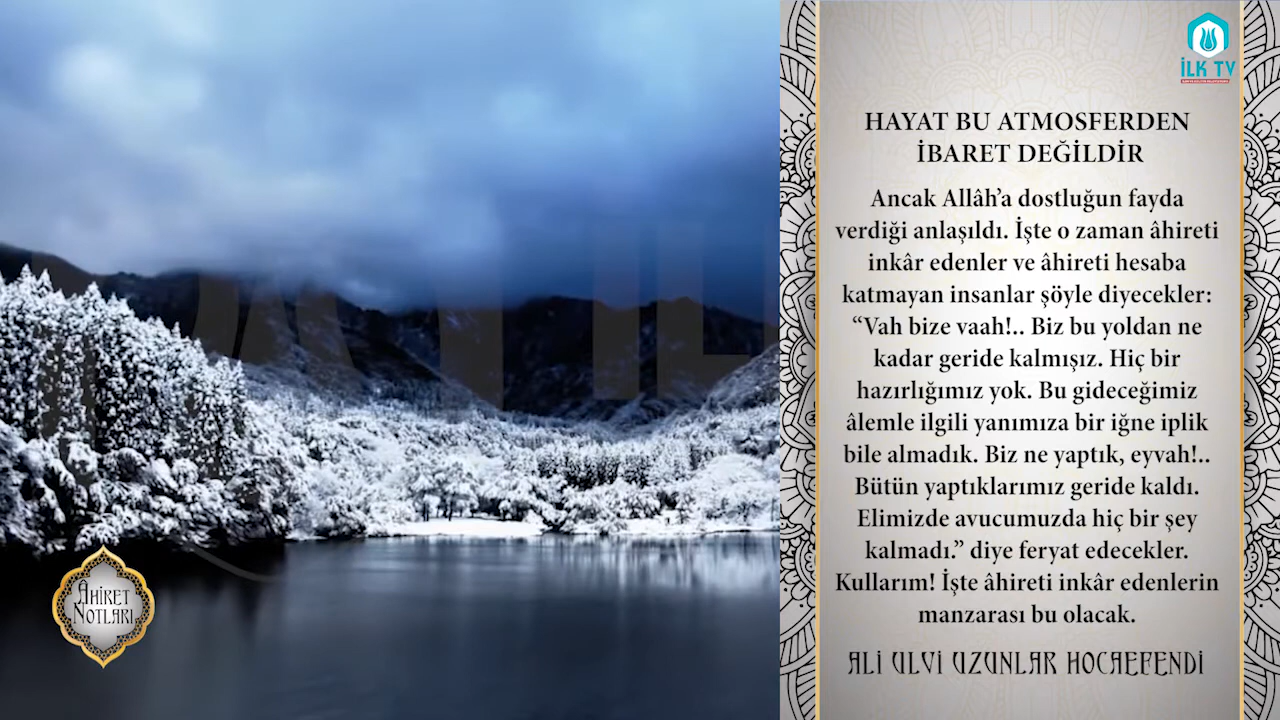 İLK TV
HAYAT BU ATMOSFERDEN
İBARET DEĞİLDİR
Ancak Allâh’a dostluğun fayda
verdiği anlaşıldı. İşte o zaman âhireti
inkâr edenler ve âhireti hesaba
katmayan insanlar şöyle diyecekler:
“Vah bize vaah!.. Biz bu yoldan ne
kadar geride kalmışız. Hiç bir
hazırlığımız yok. Bu gideceğimiz
âlemle ilgili yanımıza bir iğne iplik
bile almadık. Biz ne yaptık, eyvah!..
Bütün yaptıklarımız geride kaldı.
Elimizde avucumuzda hiç bir şey
kalmadı.” diye feryat edecekler.
Kullarım! İşte âhireti inkâr edenlerin
manzarası bu olacak.
ALİ ULVİ UZUNLAR HOCAEFENDİ
ÂHİRET
NOTLARI